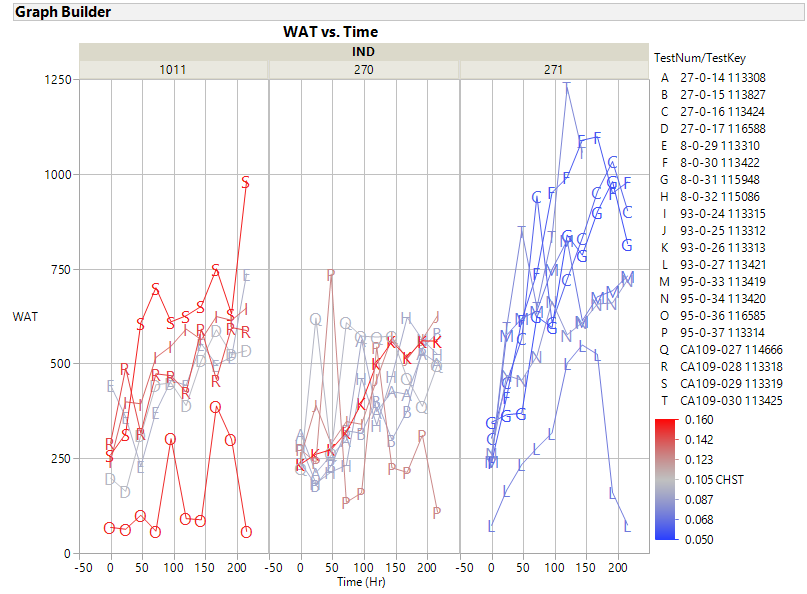 Graph Builder
WAT vs. Time
IND
1011 270 271
WAT
1250
1000
750
500
250
0
-50 0 50 100 150 200 -50 0 50 100 150 200 -50 0 50 100 150 200
Time (Hr)
TestNum/TestKey
A 27-0-14 113308
B 27-0-15 113827
C 27-0-16 113424
D 27-0-17 116588
E 8-0-29 113310
F 8-0-30 113422
G 8-0-31 115948
H 8-0-32 115086
I 93-0-24 113315
J 93-0-25 113312
K 93-0-26 113313
L 93-0-27 113421
M 95-0-33 113419
N 95-0-34 113420
O 95-0-36 116585
P 95-0-37 113314
Q CA109-027 114666
R CA109-028 113318
S CA109-029 113319
T CA109-030 113425
0.160
0.142
0.123
0.105 CHST
0.087
0.068
0.050